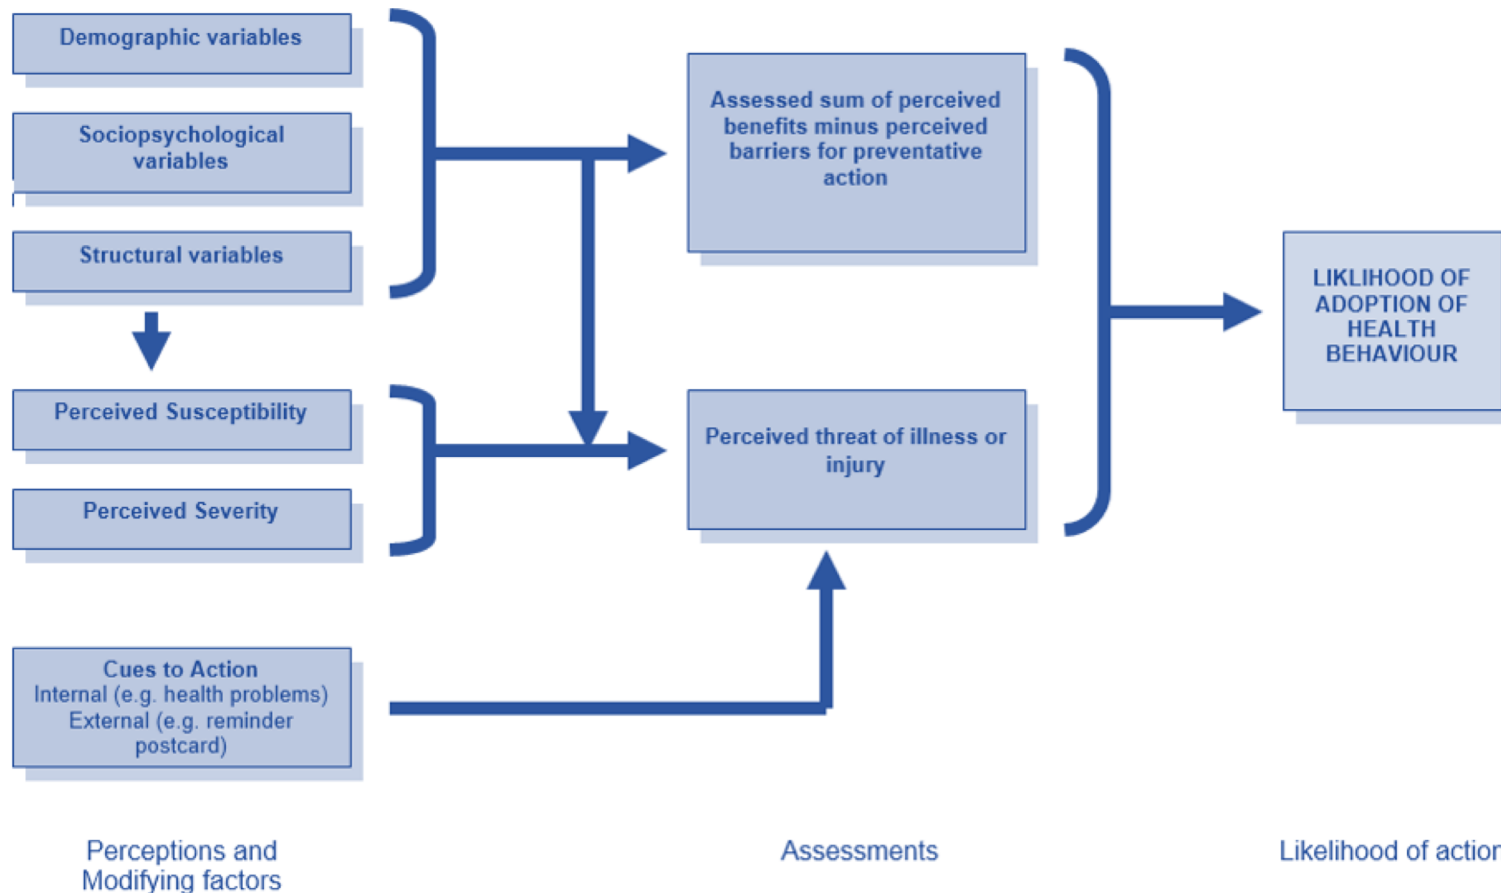 Demographic variables
Sociopsychological
variables
Structural variables
Perceived Susceptibility
Perceived Severity
Cues to Action
Internal (e.g. health problems)
External (e.g. reminder
postcard)
Perceptions and
Modifying factors
Assessed sum of perceived
benefits minus perceived
barriers for preventative
action
Perceived threat of illness or
injury
Assessments
LIKLIHOOD OF
ADOPTION OF
HEALTH
BEHAVIOUR
Likelihood of action